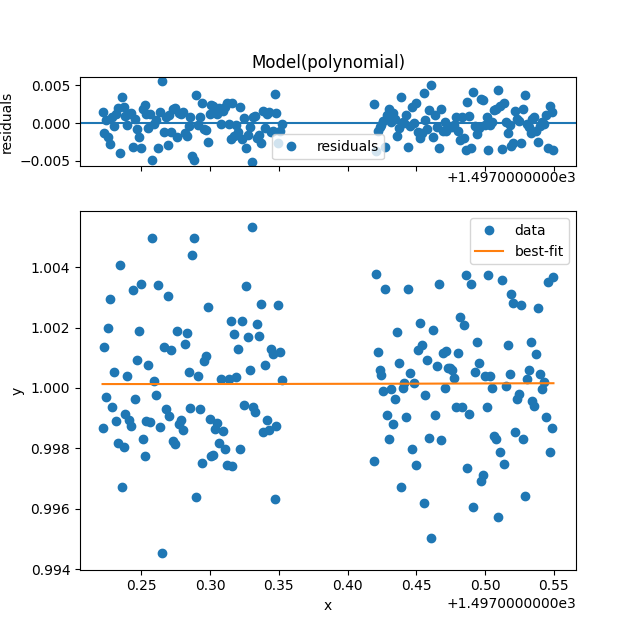 Model(polynomial)
residuals
0.005
0.000
−0.005
residuals
+1.4970000000e3
y
1.004
1.002
1.000
0.998
0.996
0.994
data
best-fit
0.25
0.30
0.35
0.40
0.45
0.50
0.55
x
+1.4970000000e3